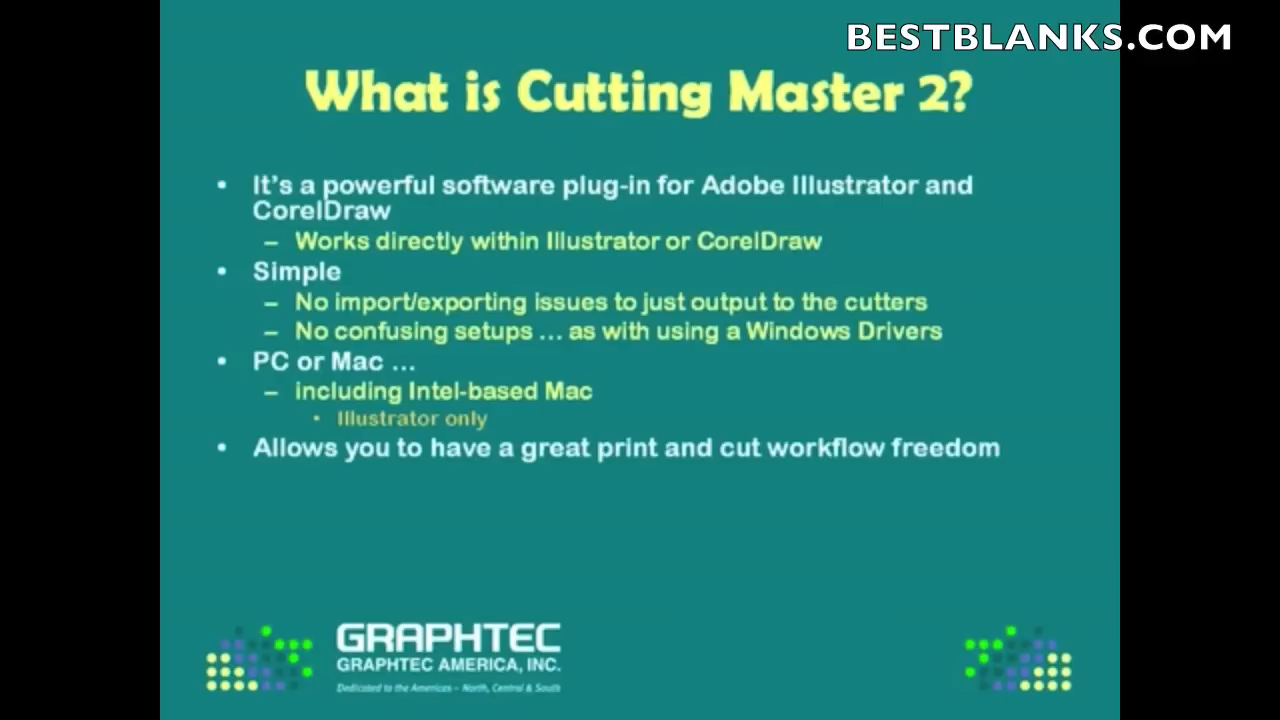 BESTBLANKS.COM
What is Cutting Master 2?
• It's a powerful software plug-in for Adobe Illustrator and
CorelDraw
– Works directly within Illustrator or CorelDraw
• Simple
– No import/exporting issues to just output to the cutters
– No confusing setups ... as with using a Windows Drivers
• PC or Mac ...
– including Intel-based Mac
• Illustrator only
• Allows you to have a great print and cut workflow freedom
GRAPHTEC
GRAPHTEC AMERICA, INC.
Dedicated to the Americas – North, Central & South